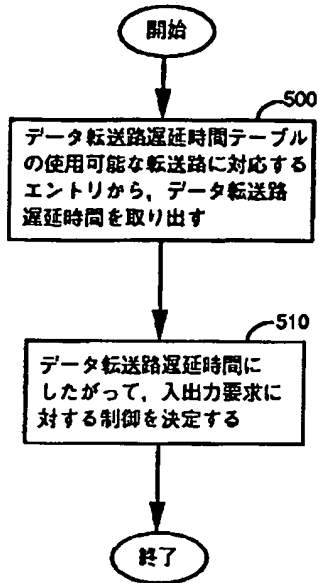 開始
500
データ転送路遅延時間テーブル
の使用可能な転送路に対応する
エントリから，データ転送路
遅延時間を取り出す
510
データ転送路遅延時間に
したがって，入出力要求に
対する制御を決定する
終了